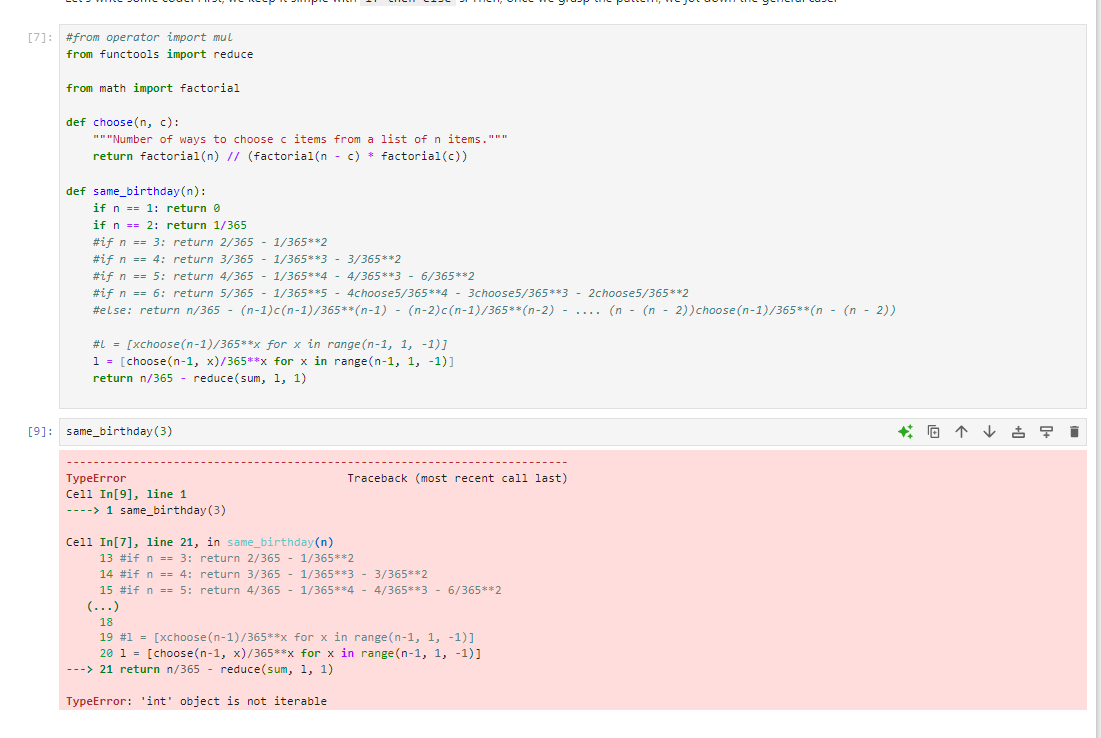 [7]:
#from operator import mul
from functools import reduce
from math import factorial
def choose(n, c):
"""Number of ways to choose c items from a list of n items."""
return factorial(n) // (factorial(n - c) * factorial(c))
def same_birthday(n):
if n == 1: return 0
if n == 2: return 1/365
#if n == 3: return 2/365 - 1/365**2
#if n == 4: return 3/365 - 1/365**3 - 3/365**2
#if n == 5: return 4/365 - 1/365**4 - 4/365**3 - 6/365**2
#if n == 6: return 5/365 - 1/365**5 - 4choose5/365**4 - 3choose5/365**3 - 2choose5/365**2
#else: return n/365 - (n-1)c(n-1)/365**(n-1) - (n-2)c(n-1)/365**(n-2) - .... (n - (n - 2))choose(n-1)/365**(n - (n - 2))
#l = [xchoose(n-1)/365**x for x in range(n-1, 1, -1)]
l = [choose(n-1, x)/365**x for x in range(n-1, 1, -1)]
return n/365 - reduce(sum, l, 1)
[9]: same_birthday(3)
---------------------------------------------------------------------------
TypeError Traceback (most recent call last)
Cell In[9], line 1
----> 1 same_birthday(3)
Cell In[7], line 21, in same_birthday(n)
13 #if n == 3: return 2/365 - 1/365**2
14 #if n == 4: return 3/365 - 1/365**3 - 3/365**2
15 #if n == 5: return 4/365 - 1/365**4 - 4/365**3 - 6/365**2
(...)
18
19 #l = [xchoose(n-1)/365**x for x in range(n-1, 1, -1)]
20 l = [choose(n-1, x)/365**x for x in range(n-1, 1, -1)]
---> 21 return n/365 - reduce(sum, l, 1)
TypeError: 'int' object is not iterable